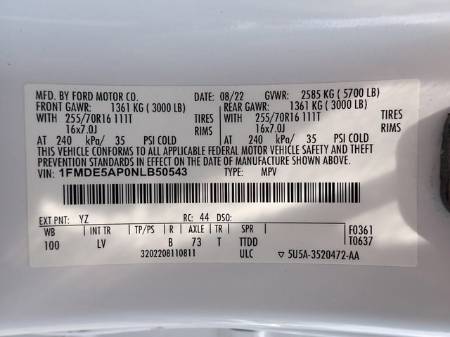 MFD. BY FORD MOTOR CO. 08/22 GVWR: 2585 KG ( 5700 LB)
FRONT GAWR: 1361 KG ( 3000 LB) REAR GAWR: 1361 KG ( 3000 LB)
WITH 255/70R16 111T TIRES WITH 255/70R16 111T TIRES
16x7.0J RIMS 16x7.0J RIMS
AT 240 kPa/ 35 PSI COLD AT 240 kPa/ 35 PSI COLD
THIS VEHICLE CONFORMS TO ALL APPLICABLE FEDERAL MOTOR VEHICLE SAFETY AND THEFT
PREVENTION STANDARDS IN EFFECT ON THE DATE OF MANUFACTURE SHOWN ABOVE.
VIN: 1FMDE5AP0NLB50543 TYPE: MPV
EXT PNT: YZ RC: 44 DSO:
WB INT TR TP/PS R AXLE TR SPR F0361
100 LV B 73 T TTDD T0637
3202208110811 ULC 5U5A-3520472-AA